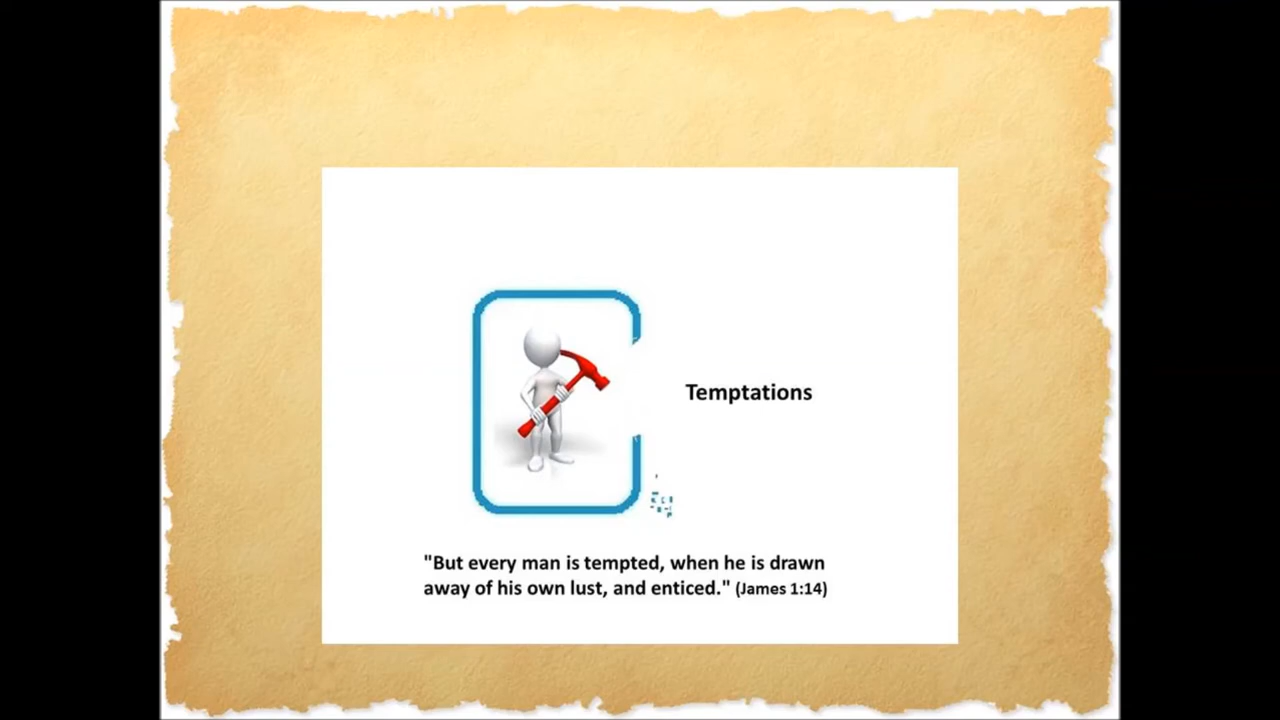 Temptations
"But every man is tempted, when he is drawn
away of his own lust, and enticed." (James 1:14)